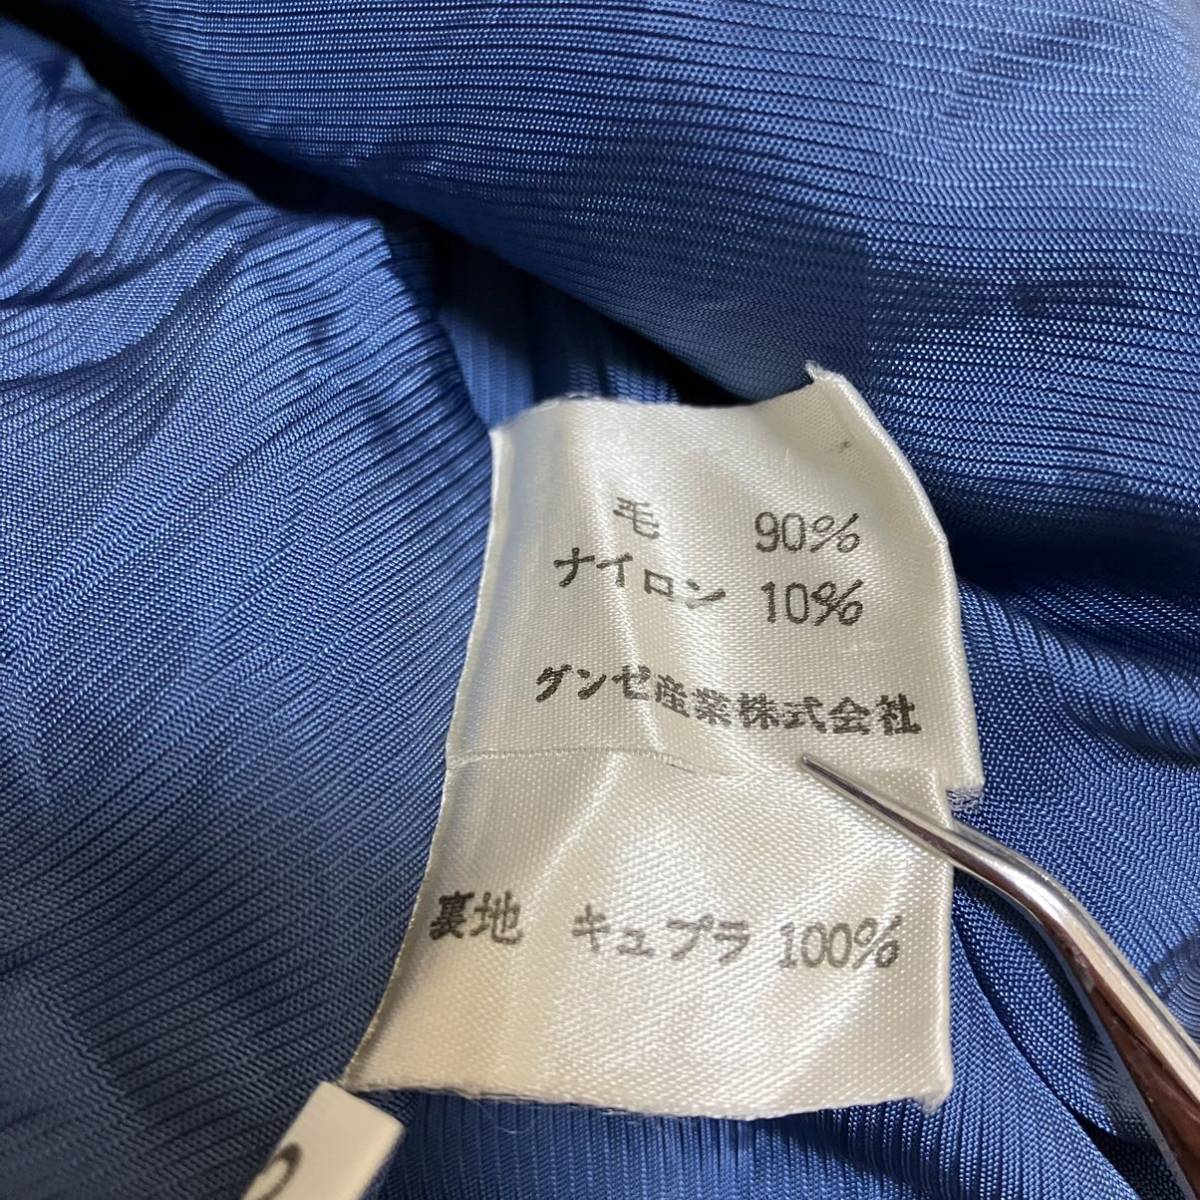 毛 90%
ナイロン 10%
グンゼ産業株式会社
裏地 キュプラ 100%